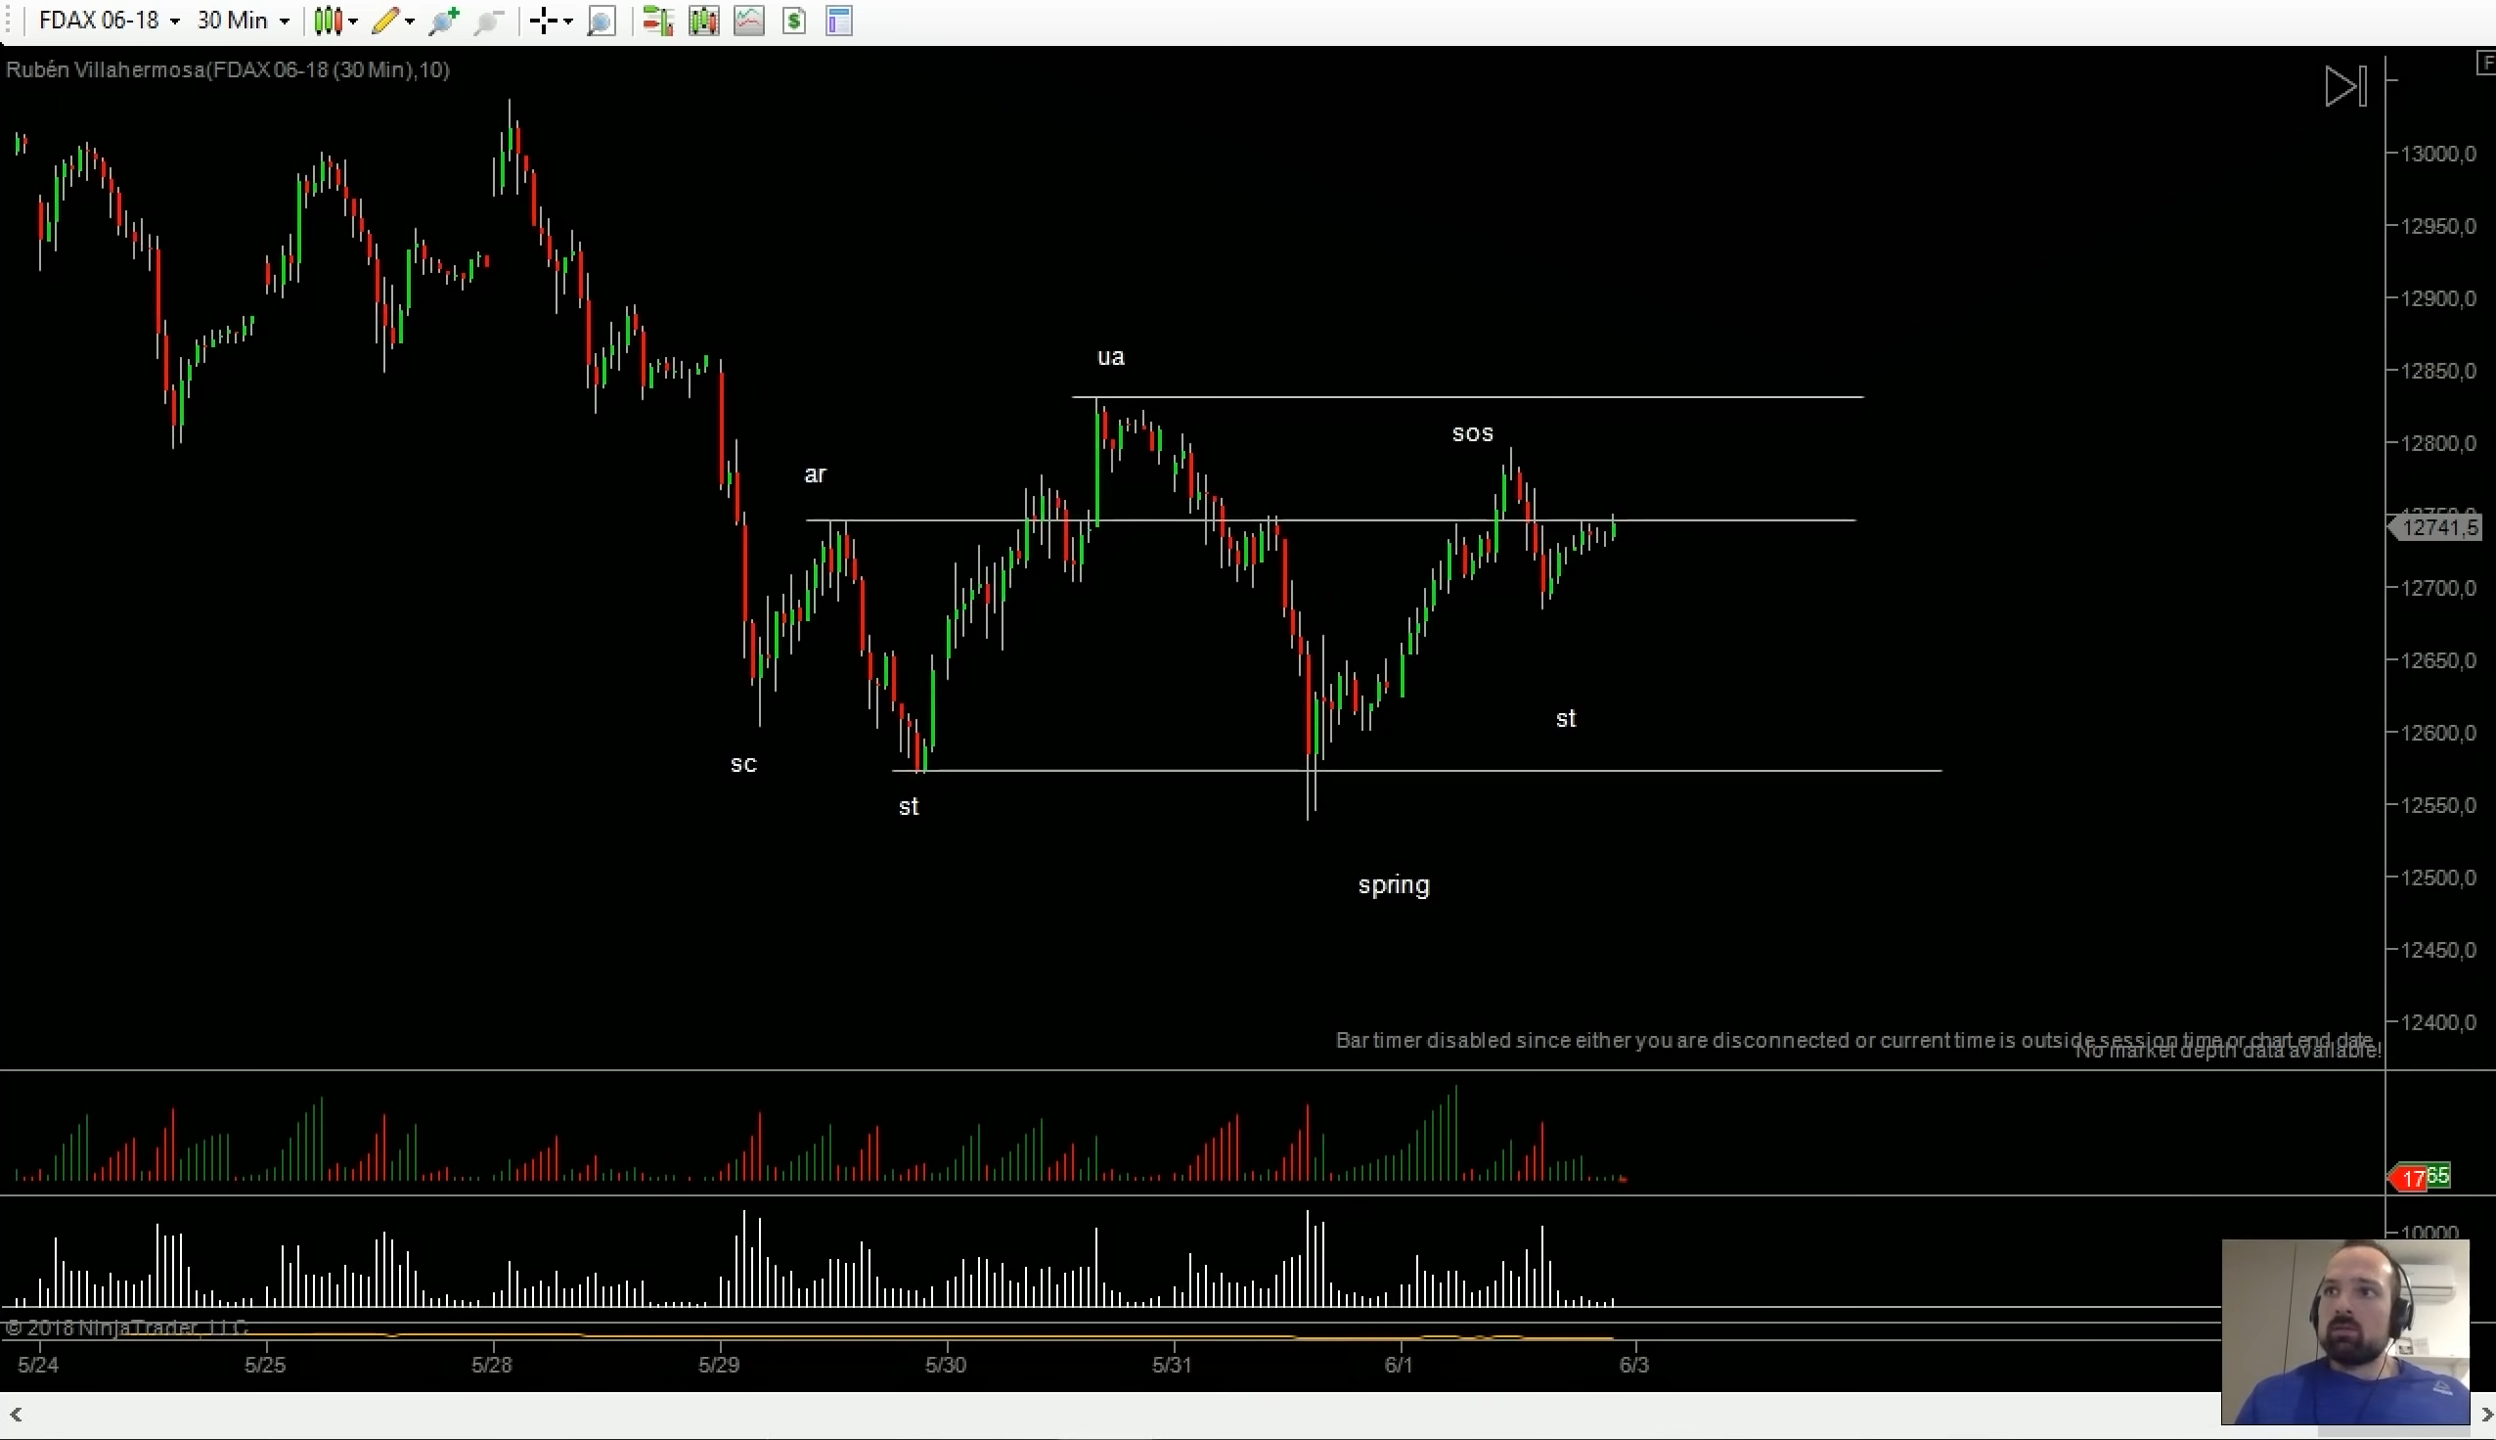 FDAX 06-18 30 Min
Rubén Villahermosa(FDAX 06-18 (30 Min),10)
F
13000,0
12950,0
12900,0
ua
12850,0
sos
12800,0
ar
12750,0
12741,5
12700,0
12650,0
st
12600,0
sc
st
12550,0
spring
12500,0
12450,0
12400,0
Bar timer disabled since either you are disconnected or current time is outside session time or chart end date.
No market depth data available!
1765
10000
© 2018 NinjaTrader, LLC
5/24 5/25 5/28 5/29 5/30 5/31 6/1 6/3